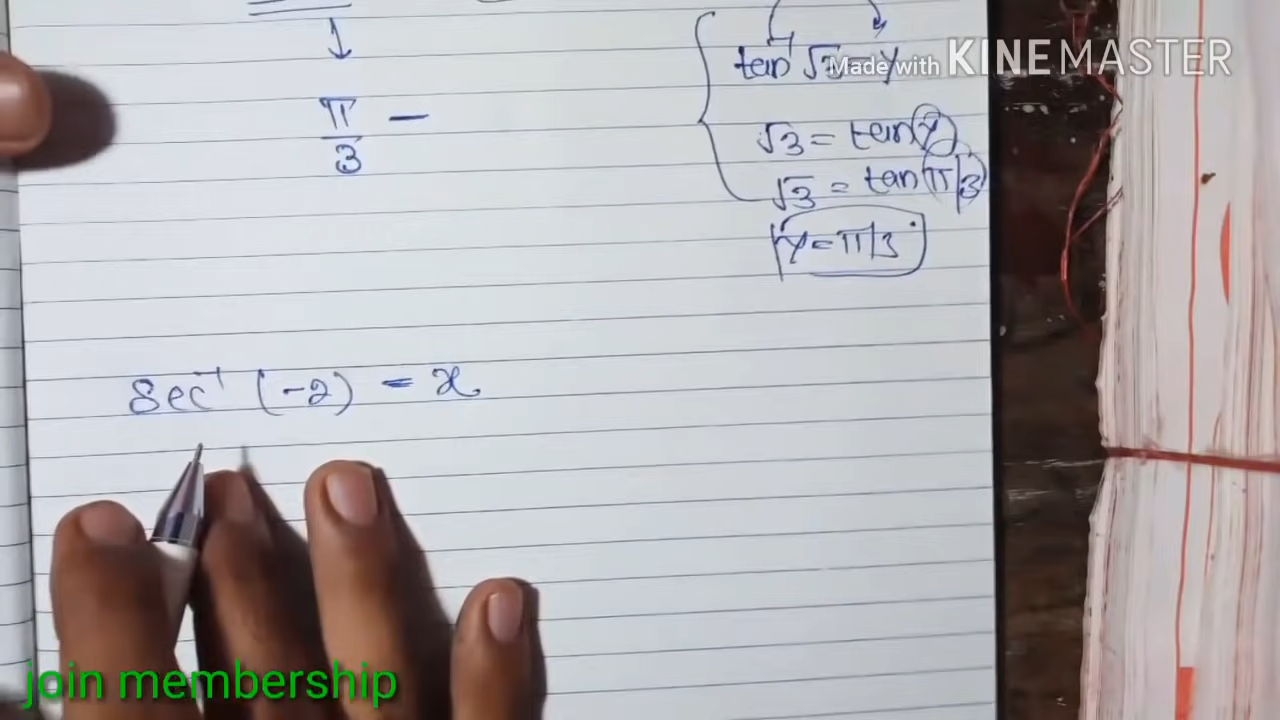 π/3 -
tan⁻¹ √3 = y
Made with KINEMASTER
√3 = tan(y)
√3 = tan(π/3)
y = π/3
Sec⁻¹ (-2) = x
join membership